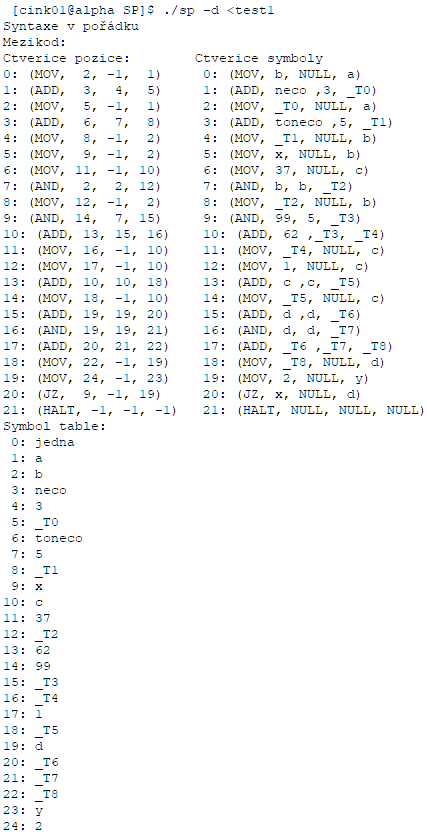 [cink01@alpha SP]$ ./sp -d <test1
Syntaxe v pořádku
Mezikod:
Ctverice pozice: Ctverice symboly
0: (MOV, 2, -1, 1) 0: (MOV, b, NULL, a)
1: (ADD, 3, 4, 5) 1: (ADD, neco ,3, _T0)
2: (MOV, 5, -1, 1) 2: (MOV, _T0, NULL, a)
3: (ADD, 6, 7, 8) 3: (ADD, toneco ,5, _T1)
4: (MOV, 8, -1, 2) 4: (MOV, _T1, NULL, b)
5: (MOV, 9, -1, 2) 5: (MOV, x, NULL, b)
6: (MOV, 11, -1, 10) 6: (MOV, 37, NULL, c)
7: (AND, 2, 2, 12) 7: (AND, b, b, _T2)
8: (MOV, 12, -1, 2) 8: (MOV, _T2, NULL, b)
9: (AND, 14, 7, 15) 9: (AND, 99, 5, _T3)
10: (ADD, 13, 15, 16) 10: (ADD, 62 ,_T3, _T4)
11: (MOV, 16, -1, 10) 11: (MOV, _T4, NULL, c)
12: (MOV, 17, -1, 10) 12: (MOV, 1, NULL, c)
13: (ADD, 10, 10, 18) 13: (ADD, c ,c, _T5)
14: (MOV, 18, -1, 10) 14: (MOV, _T5, NULL, c)
15: (ADD, 19, 19, 20) 15: (ADD, d ,d, _T6)
16: (AND, 19, 19, 21) 16: (AND, d, d, _T7)
17: (ADD, 20, 21, 22) 17: (ADD, _T6 ,_T7, _T8)
18: (MOV, 22, -1, 19) 18: (MOV, _T8, NULL, d)
19: (MOV, 24, -1, 23) 19: (MOV, 2, NULL, y)
20: (JZ, 9, -1, 19) 20: (JZ, x, NULL, d)
21: (HALT, -1, -1, -1) 21: (HALT, NULL, NULL, NULL)
Symbol table:
0: jedna
1: a
2: b
3: neco
4: 3
5: _T0
6: toneco
7: 5
8: _T1
9: x
10: c
11: 37
12: _T2
13: 62
14: 99
15: _T3
16: _T4
17: 1
18: _T5
19: d
20: _T6
21: _T7
22: _T8
23: y
24: 2